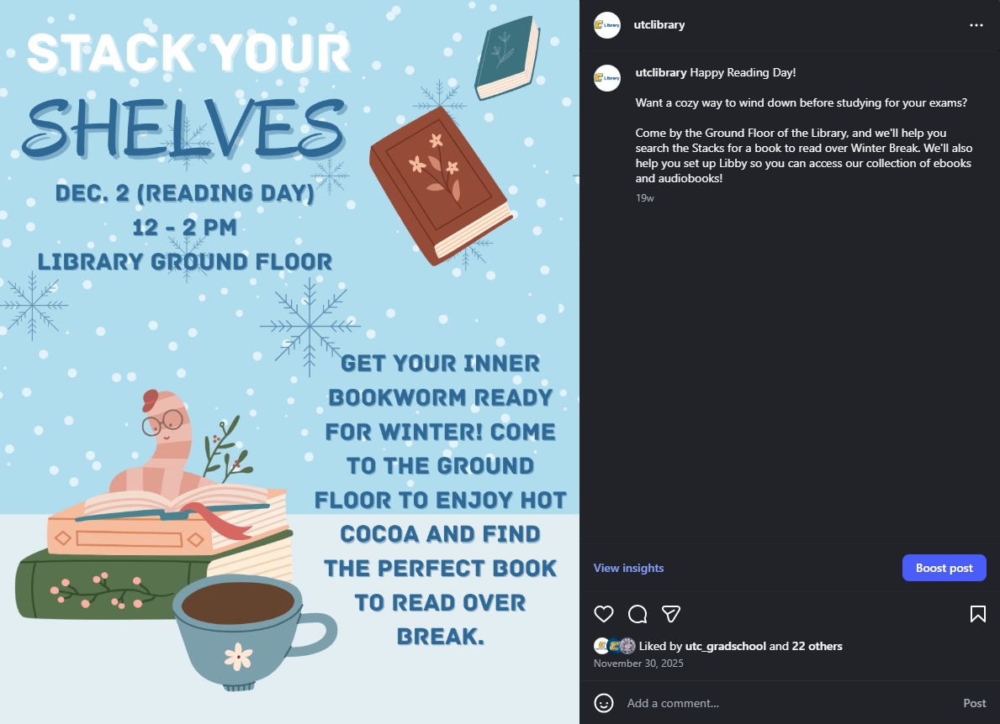 STACK YOUR
SHELVES
DEC. 2 (READING DAY)
12 - 2 PM
LIBRARY GROUND FLOOR
GET YOUR INNER
BOOKWORM READY
FOR WINTER! COME
TO THE GROUND
FLOOR TO ENJOY HOT
COCOA AND FIND
THE PERFECT BOOK
TO READ OVER
BREAK.
Library
utclibrary
Library
utclibrary Happy Reading Day!
Want a cozy way to wind down before studying for your exams?
Come by the Ground Floor of the Library, and we'll help you
search the Stacks for a book to read over Winter Break. We'll also
help you set up Libby so you can access our collection of ebooks
and audiobooks!
19w
View insights
Boost post
Liked by utc_gradschool and 22 others
November 30, 2025
Add a comment...
Post